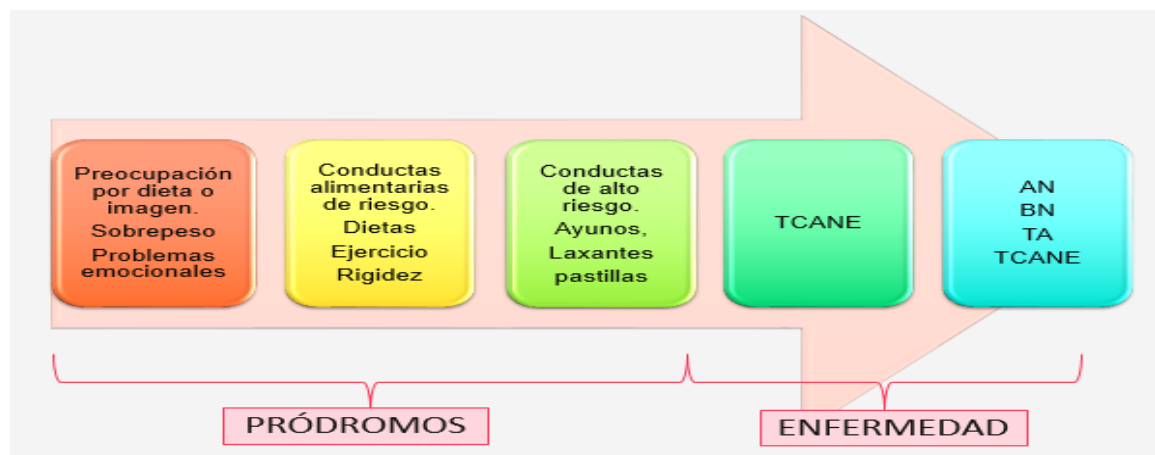 Preocupación
por dieta o
imagen.
Sobrepeso
Problemas
emocionales
Conductas
alimentarias
de riesgo.
Dietas
Ejercicio
Rigidez
Conductas
de alto
riesgo.
Ayunos,
Laxantes
pastillas
TCANE
AN
BN
TA
TCANE
PRÓDROMOS
ENFERMEDAD